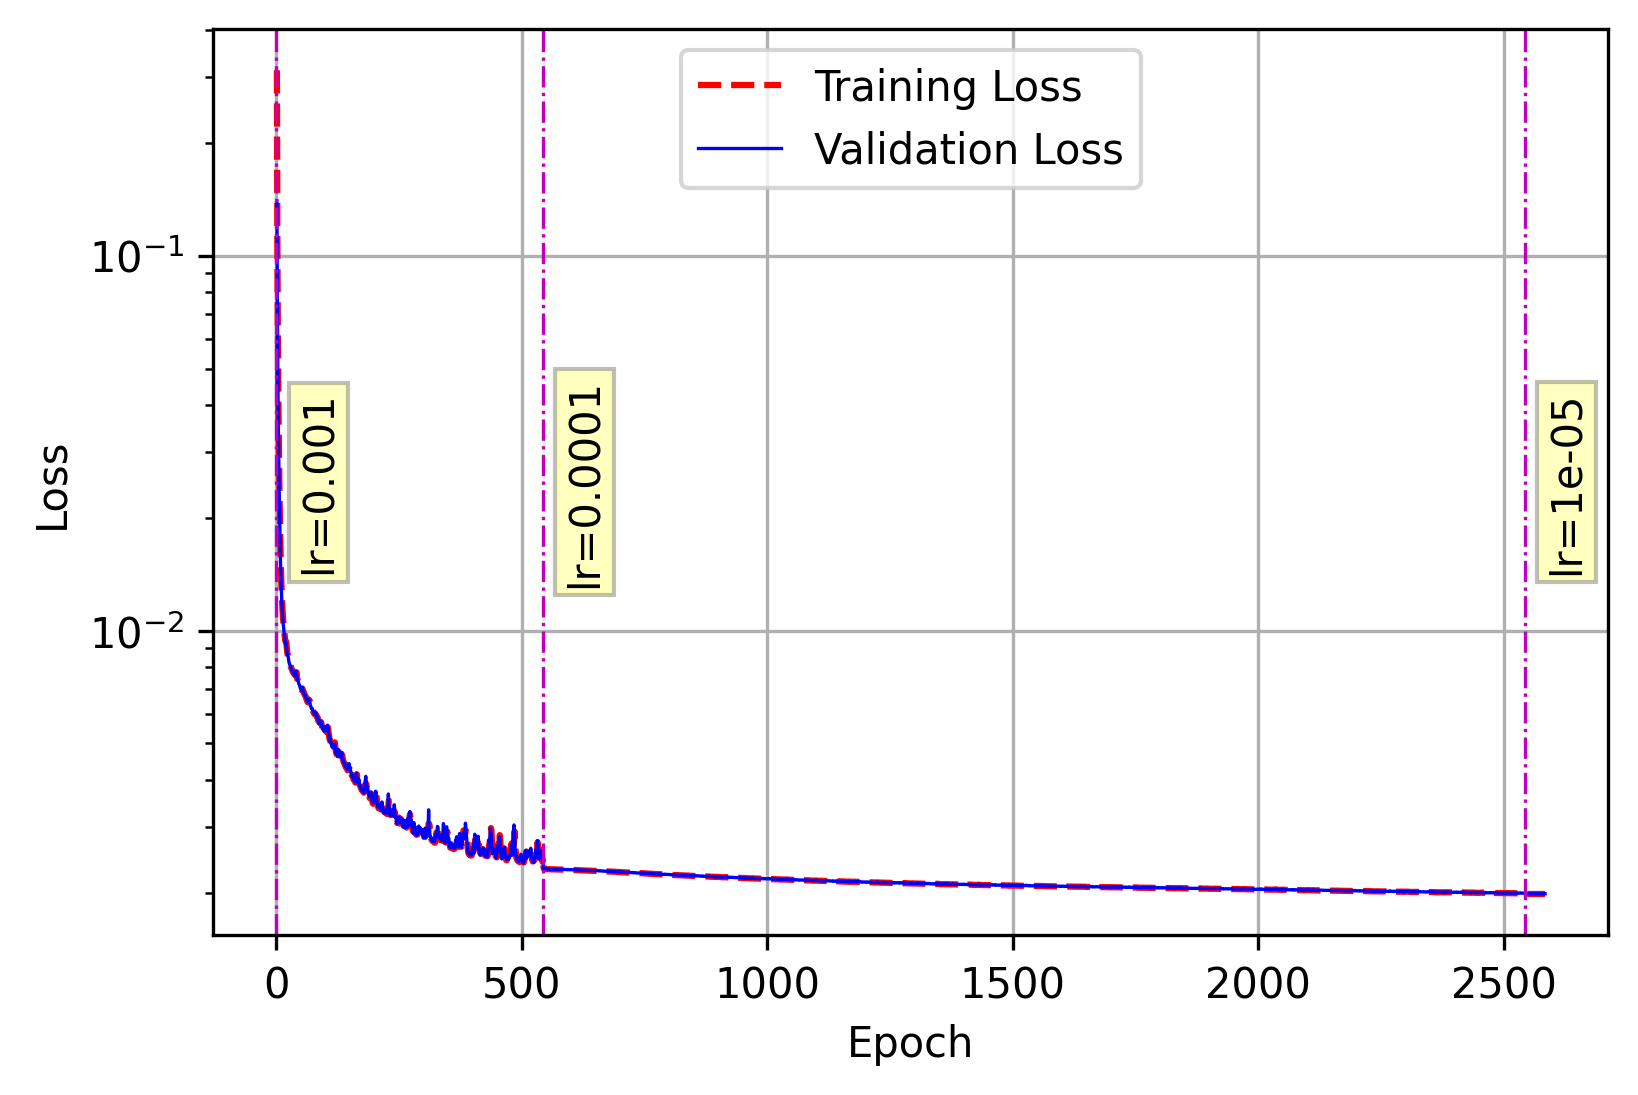 Training Loss
Validation Loss
10⁻¹
10⁻²
Loss
lr=0.001
lr=0.0001
lr=1e-05
0 500 1000 1500 2000 2500
Epoch